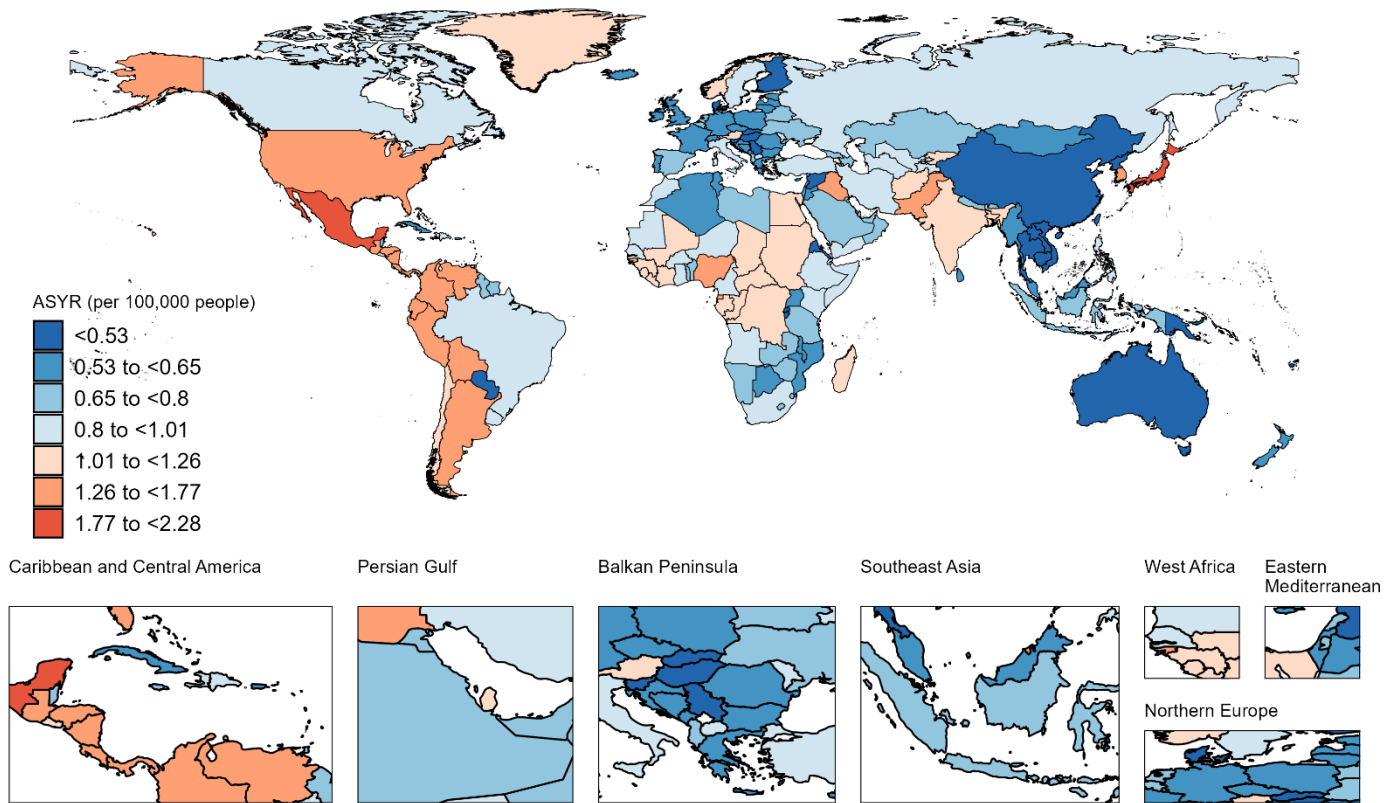 ASYR (per 100,000 people)
<0.53
0.53 to <0.65
0.65 to <0.8
0.8 to <1.01
1.01 to <1.26
1.26 to <1.77
1.77 to <2.28
Caribbean and Central America
Persian Gulf
Balkan Peninsula
Southeast Asia
West Africa
Eastern
Mediterranean
Northern Europe